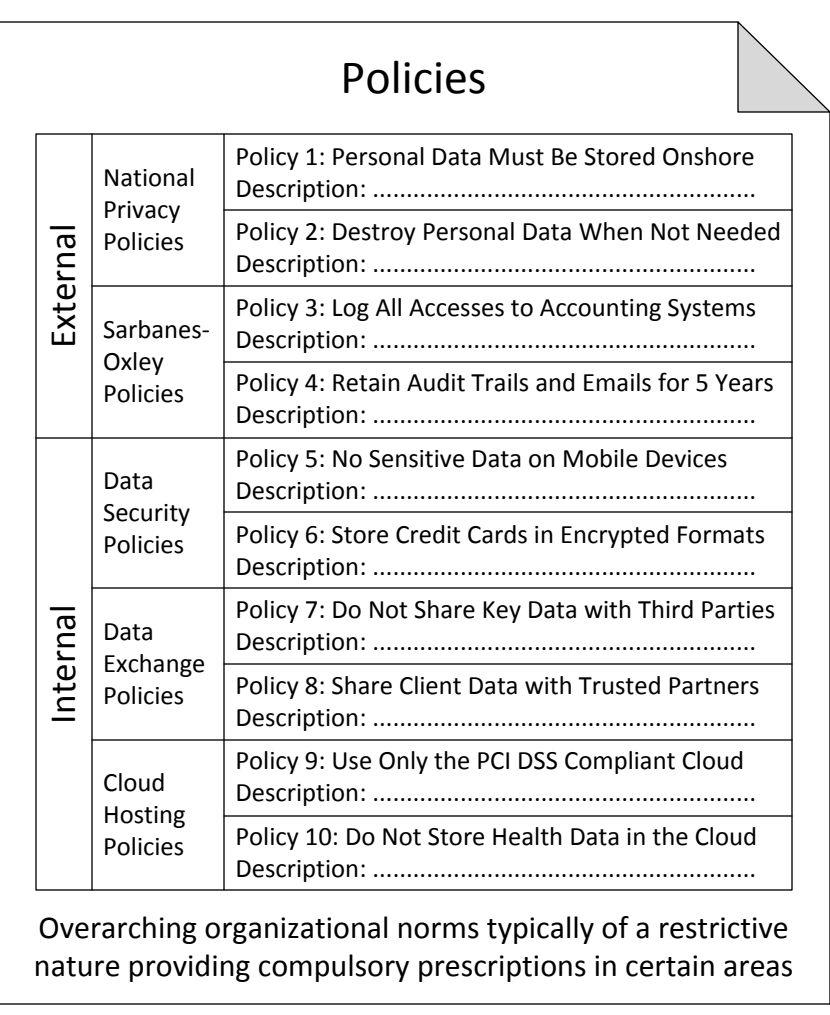 Policies
External
National
Privacy
Policies
Policy 1: Personal Data Must Be Stored Onshore
Description: .........................................................
Policy 2: Destroy Personal Data When Not Needed
Description: .........................................................
Sarbanes-
Oxley
Policies
Policy 3: Log All Accesses to Accounting Systems
Description: .........................................................
Policy 4: Retain Audit Trails and Emails for 5 Years
Description: .........................................................
Internal
Data
Security
Policies
Policy 5: No Sensitive Data on Mobile Devices
Description: .........................................................
Policy 6: Store Credit Cards in Encrypted Formats
Description: .........................................................
Data
Exchange
Policies
Policy 7: Do Not Share Key Data with Third Parties
Description: .........................................................
Policy 8: Share Client Data with Trusted Partners
Description: .........................................................
Cloud
Hosting
Policies
Policy 9: Use Only the PCI DSS Compliant Cloud
Description: .........................................................
Policy 10: Do Not Store Health Data in the Cloud
Description: .........................................................
Overarching organizational norms typically of a restrictive
nature providing compulsory prescriptions in certain areas